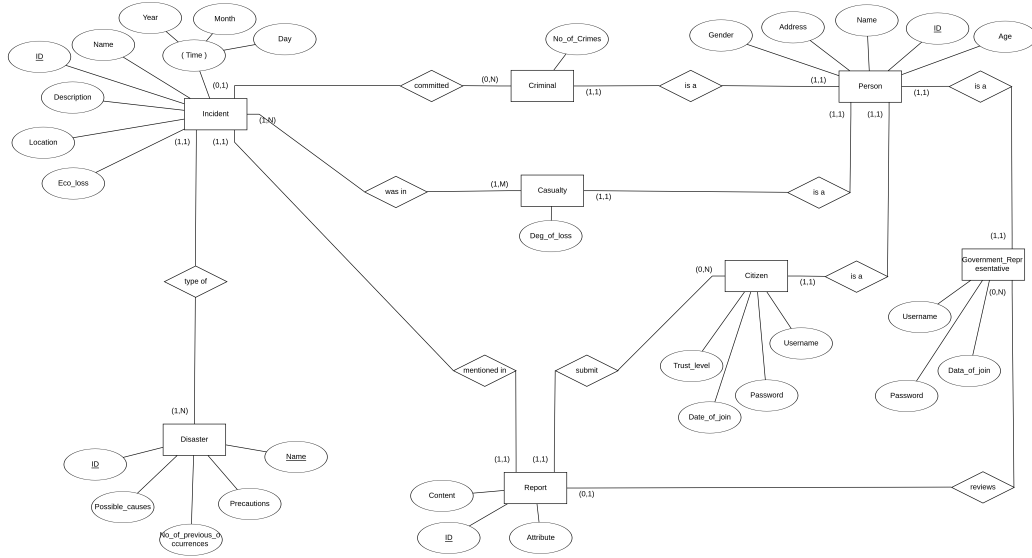 Year
Month
Day
( Time )
Name
ID
Description
Location
Eco_loss
Incident
(0,1)
(1,N)
(1,1)
(1,1)
committed
(0,N)
No_of_Crimes
Criminal
(1,1)
is a
(1,1)
Gender
Address
Name
ID
Age
Person
(1,1)
is a
(1,1)
(1,1)
was in
(1,M)
Casualty
(1,1)
Deg_of_loss
is a
type of
(0,N)
Citizen
(1,1)
is a
(1,1)
Government_Repr
esentative
(0,N)
Username
Password
Data_of_join
Trust_level
Date_of_join
Password
Username
mentioned in
submit
(1,N)
Disaster
ID
Name
Possible_causes
No_of_previous_o
ccurrences
Precautions
(1,1)
(1,1)
Report
(0,1)
Content
ID
Attribute
reviews